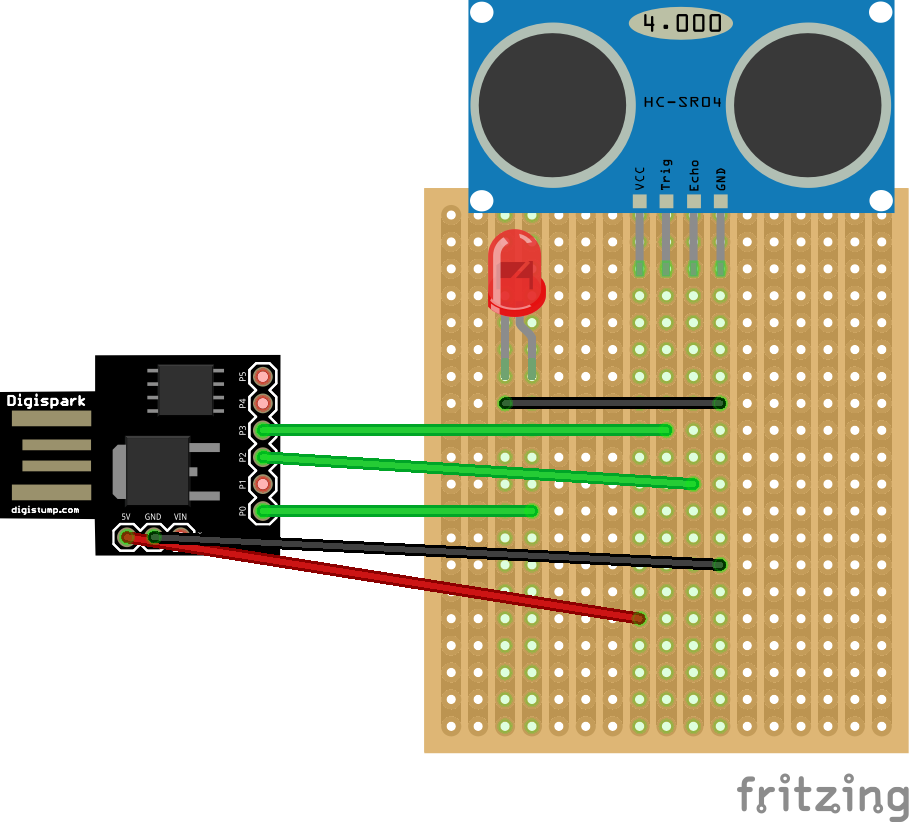 4.000
HC-SR04
VCC
Trig
Echo
GND
P5
P4
P3
P2
P1
P0
Digispark
digistump.com
5V
GND
VIN
fritzing